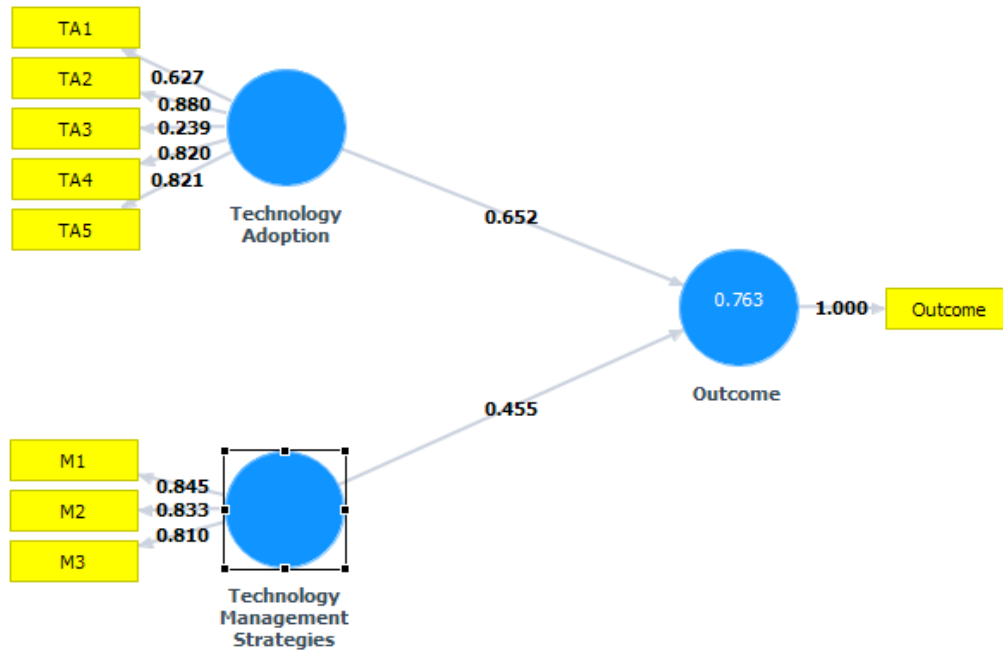 TA1
TA2
TA3
TA4
TA5
0.627
0.880
0.239
0.820
0.821
Technology
Adoption
0.652
0.763
1.000
Outcome
Outcome
0.455
M1
M2
M3
0.845
0.833
0.810
Technology
Management
Strategies